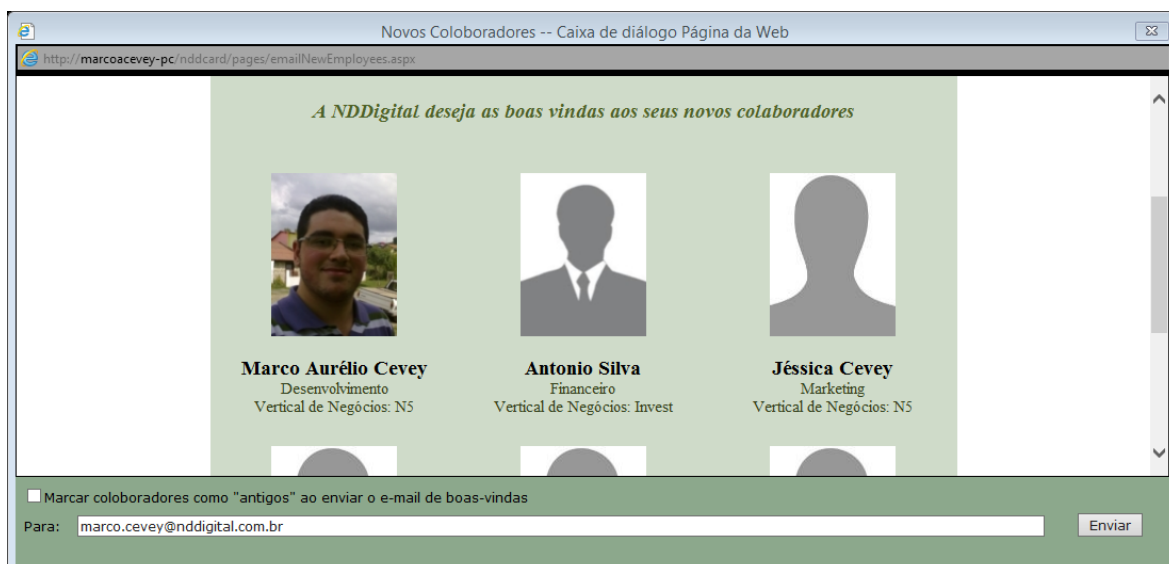 Novos Coloboradores -- Caixa de diálogo Página da Web
http://marcoacevey-pc/nddcard/pages/emailNewEmployees.aspx
A NDDigital deseja as boas vindas aos seus novos colaboradores
Marco Aurélio Cevey
Desenvolvimento
Vertical de Negócios: N5
Antonio Silva
Financeiro
Vertical de Negócios: Invest
Jéssica Cevey
Marketing
Vertical de Negócios: N5
Marcar coloboradores como "antigos" ao enviar o e-mail de boas-vindas
Para: marco.cevey@nddigital.com.br Enviar